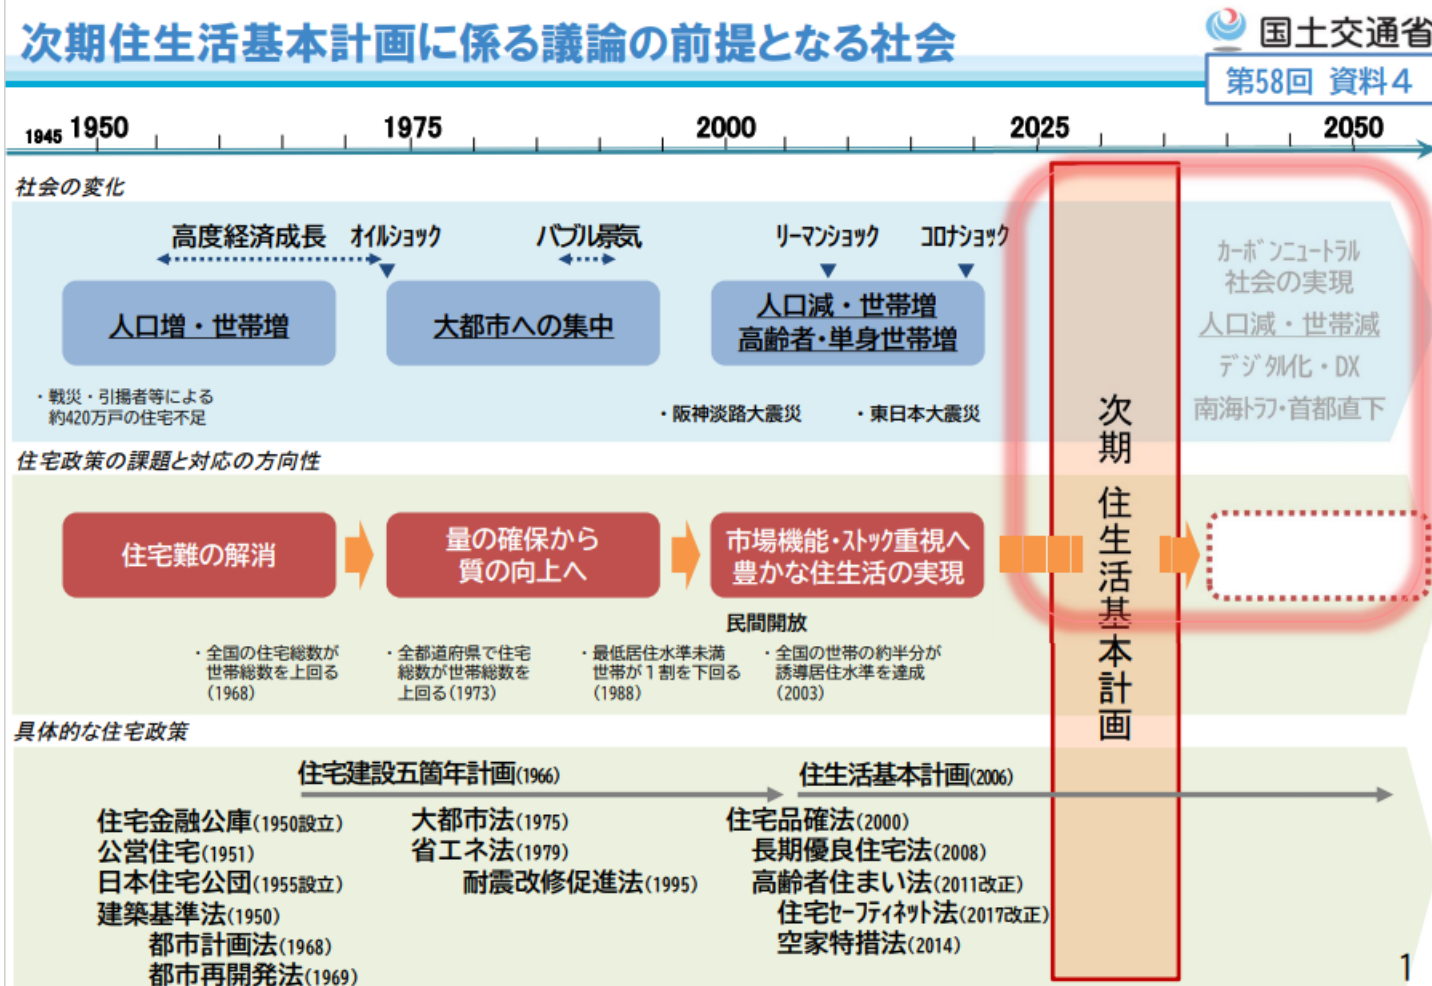 次期住生活基本計画に係る議論の前提となる社会
国土交通省
第58回 資料４
1945 1950 1975 2000 2025 2050
社会の変化
高度経済成長 オイルショック バブル景気 リーマンショック コロナショック
人口増・世帯増
大都市への集中
人口減・世帯増
高齢者・単身世帯増
カーボンニュートラル
社会の実現
人口減・世帯減
デジタル化・DX
南海トラフ・首都直下
・戦災・引揚者等による
約420万戸の住宅不足
・阪神淡路大震災
・東日本大震災
次期 住生活基本計画
住宅政策の課題と対応の方向性
住宅難の解消
量の確保から
質の向上へ
市場機能・ストック重視へ
豊かな住生活の実現
民間開放
・全国の住宅総数が
世帯総数を上回る
(1968)
・全都道府県で住宅
総数が世帯総数を
上回る(1973)
・最低居住水準未満
世帯が１割を下回る
(1988)
・全国の世帯の約半分が
誘導居住水準を達成
(2003)
具体的な住宅政策
住宅建設五箇年計画(1966)
住生活基本計画(2006)
住宅金融公庫(1950設立)
公営住宅(1951)
日本住宅公団(1955設立)
建築基準法(1950)
都市計画法(1968)
都市再開発法(1969)
大都市法(1975)
省エネ法(1979)
耐震改修促進法(1995)
住宅品確法(2000)
長期優良住宅法(2008)
高齢者住まい法(2011改正)
住宅セーフティネット法(2017改正)
空家特措法(2014)
1